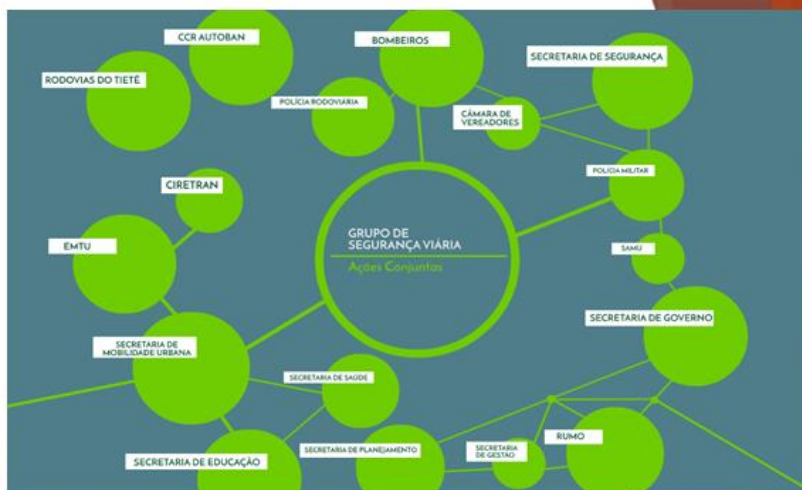 CCR AUTOBAN
BOMBEIROS
SECRETARIA DE SEGURANÇA
RODOVIAS DO TIETÊ
POLÍCIA RODOVIÁRIA
CÂMARA DE
VEREADORES
POLICIA MILITAR
CIRETRAN
GRUPO DE
SEGURANÇA VIÁRIA
Ações Conjuntas
EMTU
SAMU
SECRETARIA DE GOVERNO
SECRETARIA DE
MOBILIDADE URBANA
SECRETARIA DE SAÚDE
RUMO
SECRETARIA DE EDUCAÇÃO
SECRETARIA DE PLANEJAMENTO
SECRETARIA
DE GESTÃO